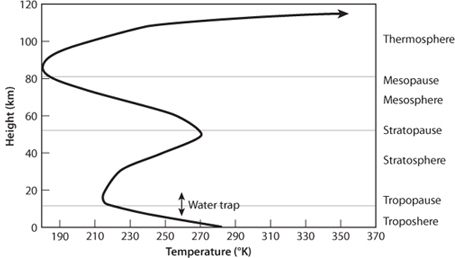 120
100
80
60
40
20
0
Height (km)
Thermosphere
Mesopause
Mesosphere
Stratopause
Stratosphere
Tropopause
Troposhere
Water trap
190 210 230 250 270 290 310 330 350 370
Temperature (°K)